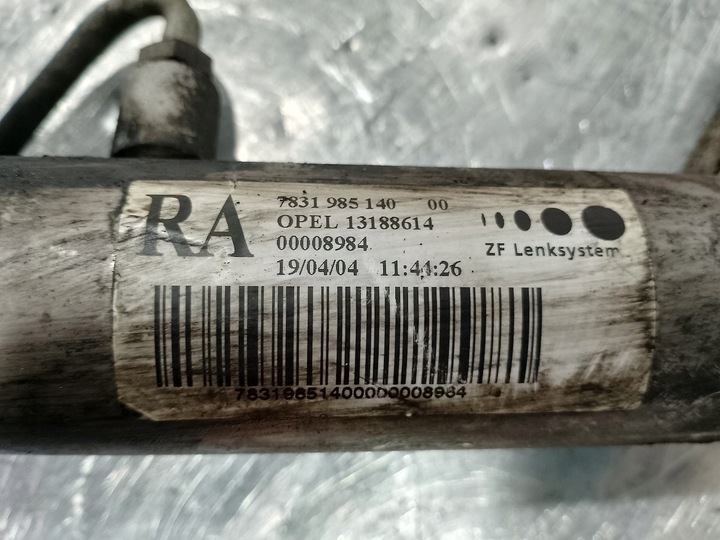 RA
7831 985 140 00
OPEL 13188614
00008984
19/04/04 11:44:26
ZF Lenksystem
78319851400000008984